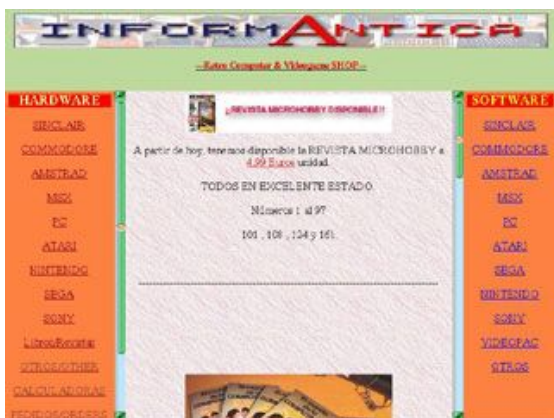 INFORMANTICA
-- Retro Computer & Videogame SHOP --
HARDWARE
SINCLAIR
COMMODORE
AMSTRAD
MSX
PC
ATARI
NINTENDO
SEGA
SONY
Libros/Revistas
OTROS/OTHER
CALCULADORAS
PEDIDOS/ORDERS
¡¡REVISTA MICROHOBBY DISPONIBLE!!
A partir de hoy, tenemos disponible la REVISTA MICROHOBBY a
4,99 Euros unidad.
TODOS EN EXCELENTE ESTADO.
Números 1 al 97
101 , 108 , 124 y 161.
SOFTWARE
SINCLAIR
COMMODORE
AMSTRAD
MSX
PC
ATARI
SEGA
NINTENDO
SONY
VIDEOPAC
OTROS